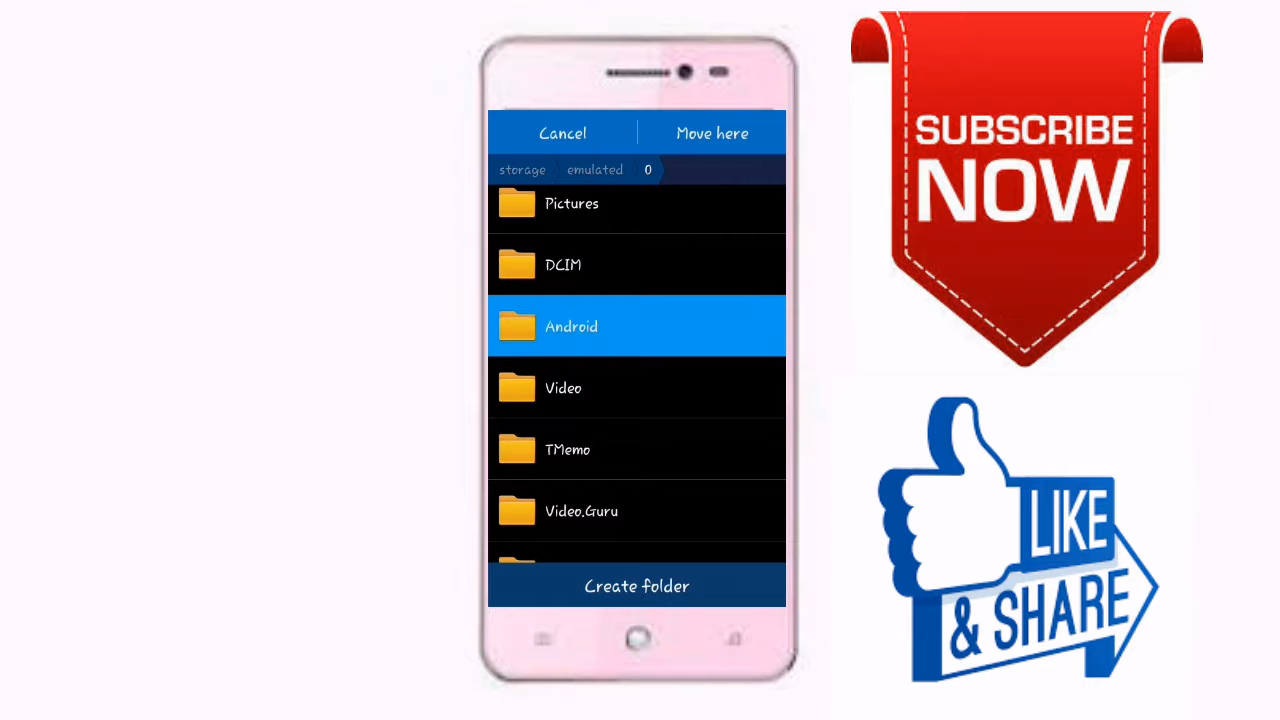 Cancel
Move here
storage
emulated
0
Pictures
DCIM
Android
Video
TMemo
Video.Guru
Create folder
SUBSCRIBE
NOW
LIKE
& SHARE